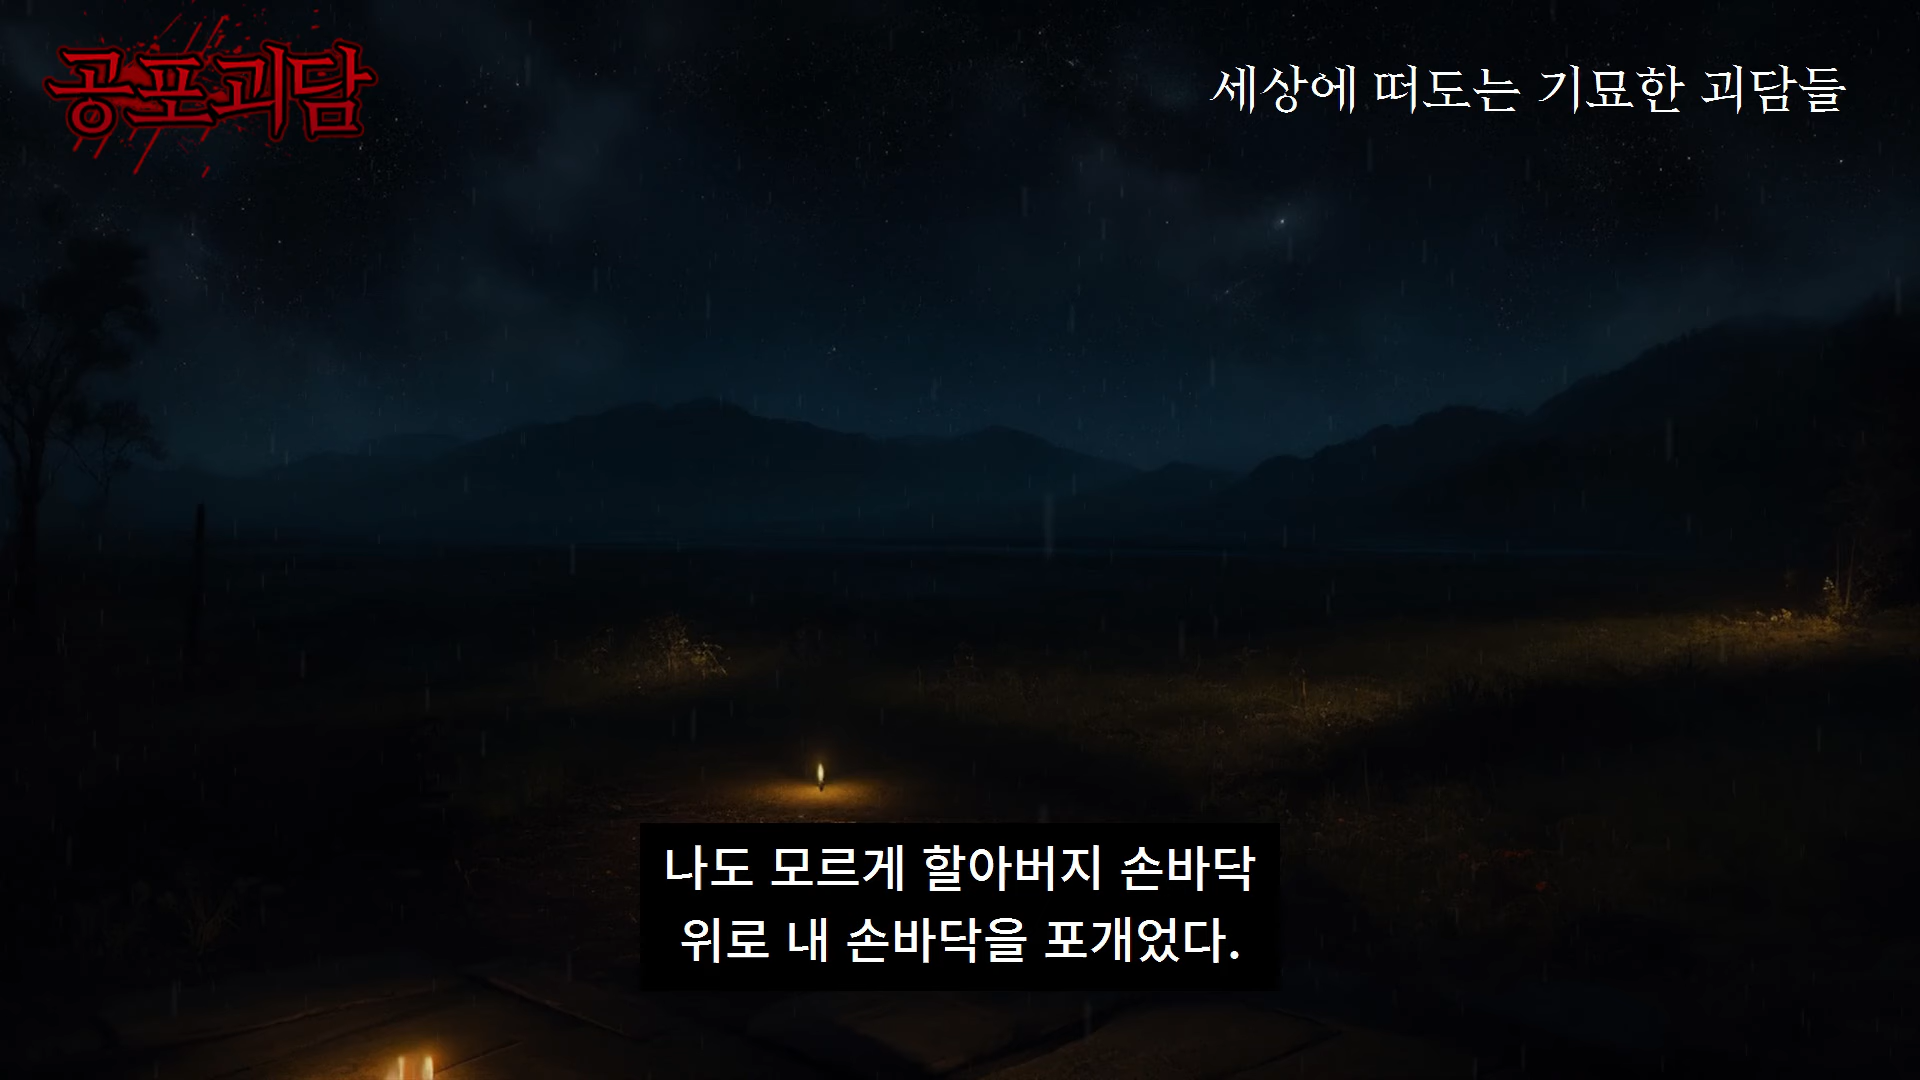 공포괴담
세상에 떠도는 기묘한 괴담들
나도 모르게 할아버지 손바닥
위로 내 손바닥을 포개었다.